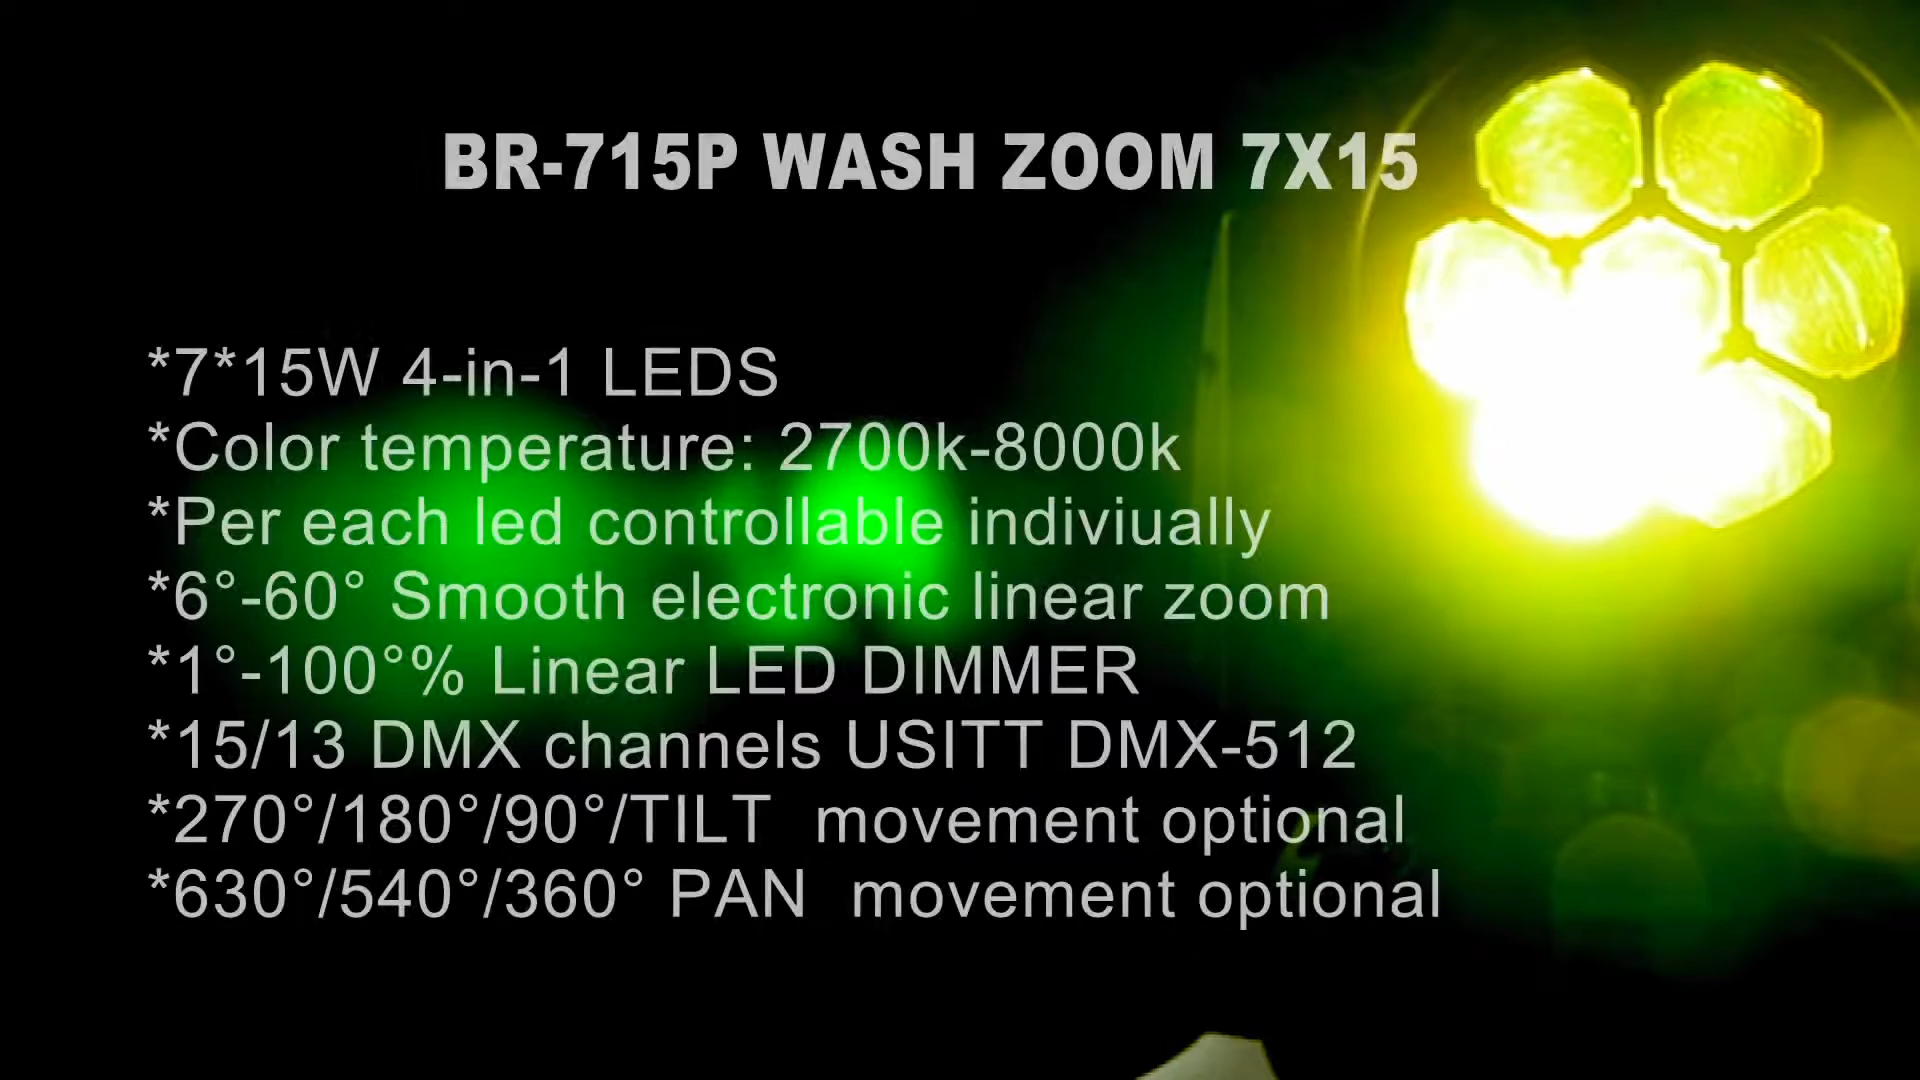 BR-715P WASH ZOOM 7X15
*7*15W 4-in-1 LEDS
*Color temperature: 2700k-8000k
*Per each led controllable indiviually
*6°-60° Smooth electronic linear zoom
*1°-100°% Linear LED DIMMER
*15/13 DMX channels USITT DMX-512
*270°/180°/90°/TILT  movement optional
*630°/540°/360° PAN  movement optional